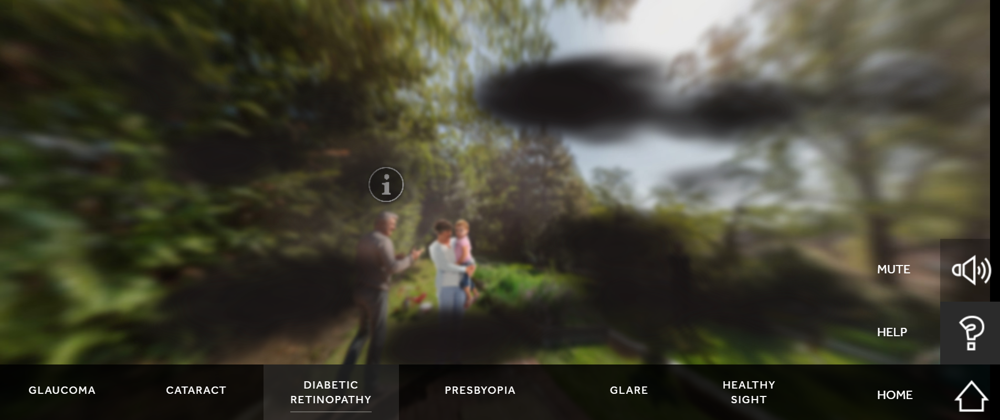 i
MUTE
HELP
GLAUCOMA
CATARACT
DIABETIC
RETINOPATHY
PRESBYOPIA
GLARE
HEALTHY
SIGHT
HOME